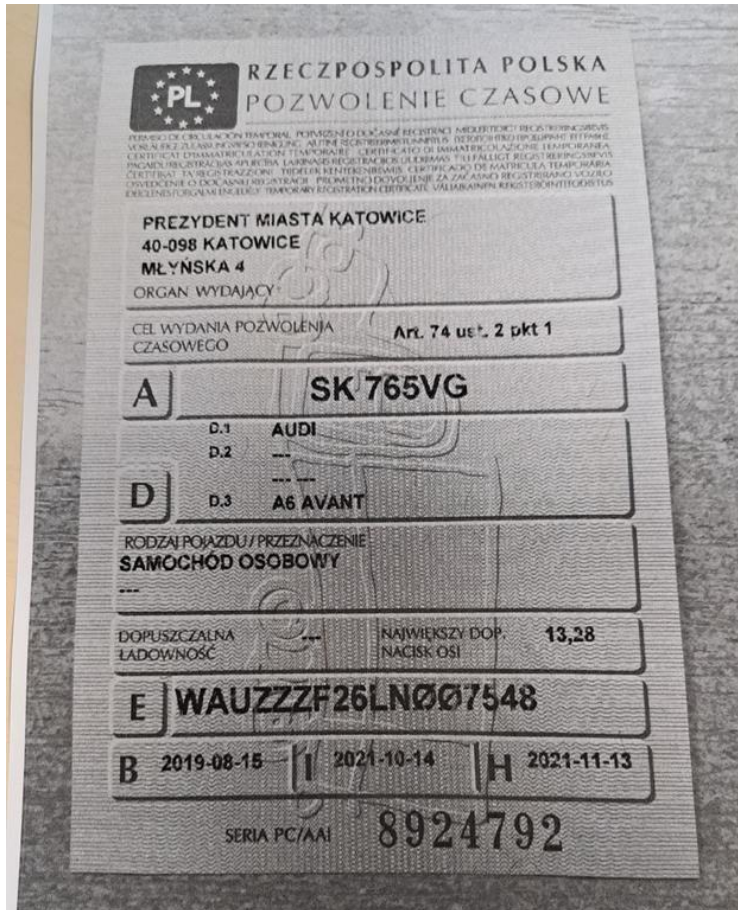 PL
RZECZPOSPOLITA POLSKA
POZWOLENIE CZASOWE
PREZYDENT MIASTA KATOWICE
40-098 KATOWICE
MŁYŃSKA 4
ORGAN WYDAJĄCY
CEL WYDANIA POZWOLENIA
CZASOWEGO
Art. 74 ust. 2 pkt 1
A SK 765VG
D.1 AUDI
D.2 ---
--- ---
D D.3 A6 AVANT
RODZAJ POJAZDU / PRZEZNACZENIE
SAMOCHÓD OSOBOWY
---
DOPUSZCZALNA
ŁADOWNOŚĆ
---
NAJWIĘKSZY DOP.
NACISK OSI
13,28
E WAUZZZF26LNØØ7548
B 2019-08-15 I 2021-10-14 H 2021-11-13
SERIA PC/AAI 8924792